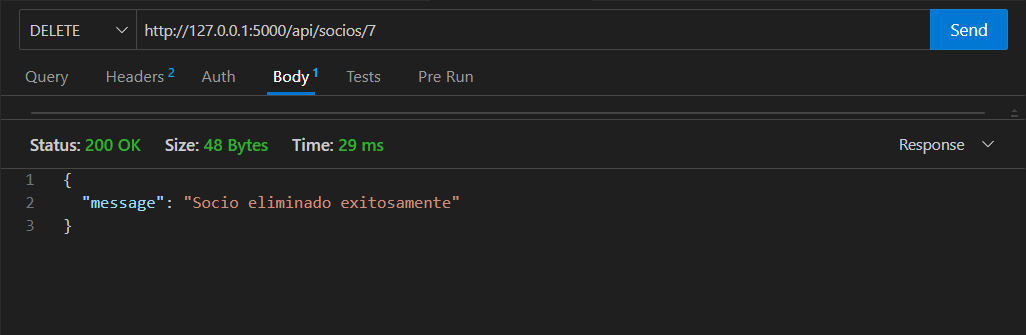 DELETE http://127.0.0.1:5000/api/socios/7 Send
Query Headers 2 Auth Body 1 Tests Pre Run
Status: 200 OK Size: 48 Bytes Time: 29 ms Response
1 {
2 "message": "Socio eliminado exitosamente"
3 }